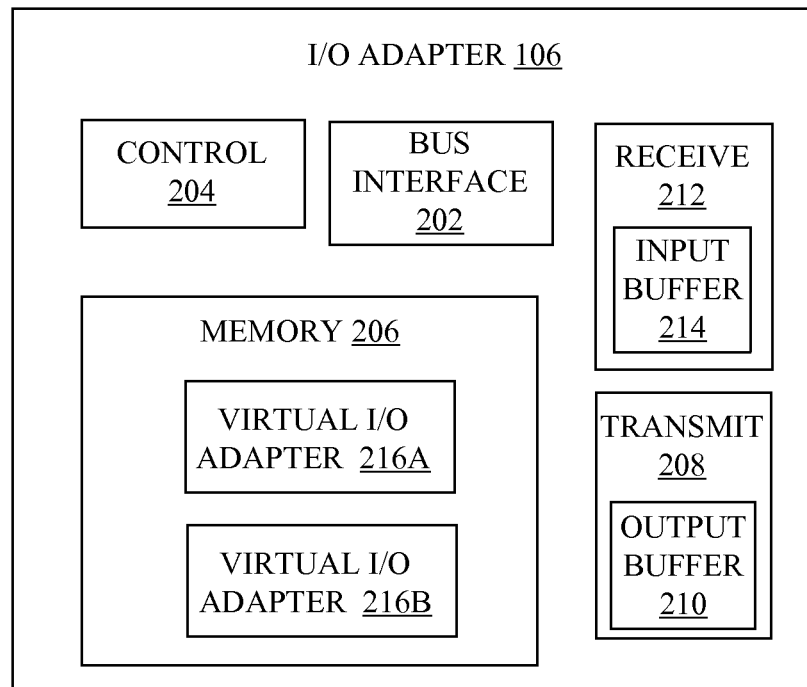 I/O ADAPTER 106
CONTROL
204
BUS
INTERFACE
202
RECEIVE
212
INPUT
BUFFER
214
MEMORY 206
VIRTUAL I/O
ADAPTER 216A
VIRTUAL I/O
ADAPTER 216B
TRANSMIT
208
OUTPUT
BUFFER
210